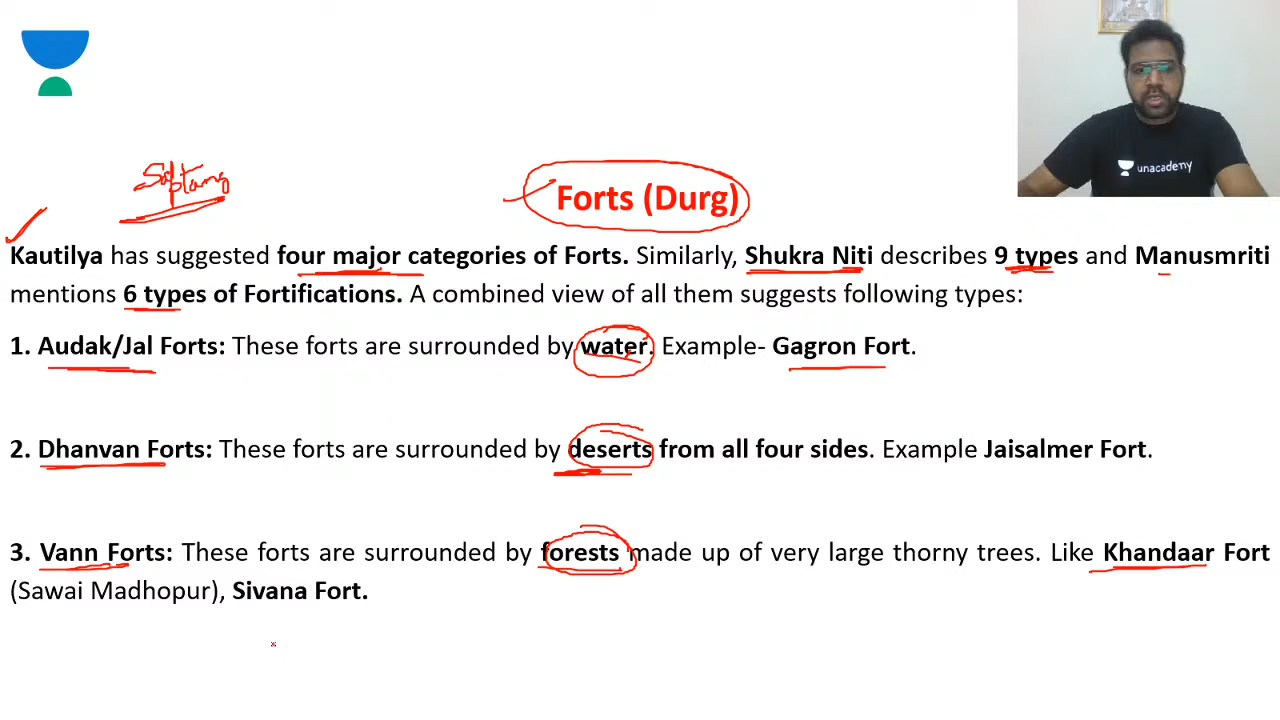 unacademy
Saptang
Forts (Durg)
Kautilya has suggested four major categories of Forts. Similarly, Shukra Niti describes 9 types and Manusmriti
mentions 6 types of Fortifications. A combined view of all them suggests following types:
1. Audak/Jal Forts: These forts are surrounded by water. Example- Gagron Fort.
2. Dhanvan Forts: These forts are surrounded by deserts from all four sides. Example Jaisalmer Fort.
3. Vann Forts: These forts are surrounded by forests made up of very large thorny trees. Like Khandaar Fort
(Sawai Madhopur), Sivana Fort.